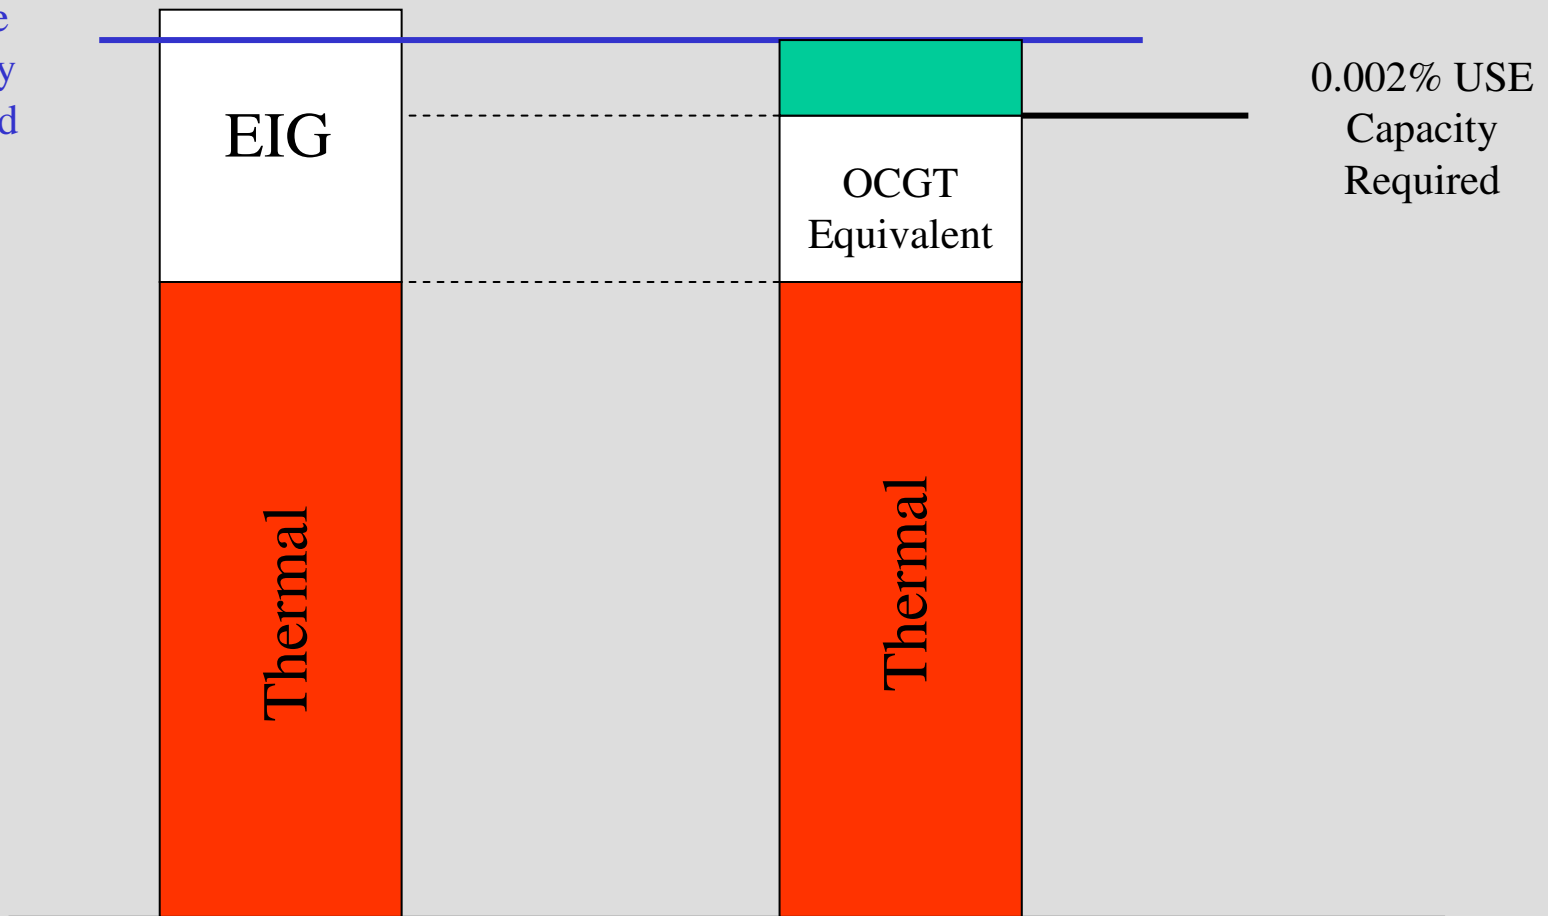 EIG
Thermal
OCGT
Equivalent
Thermal
0.002% USE
Capacity
Required